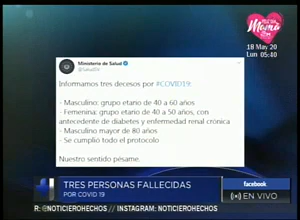 18 May 20
Lun 05:40
Ministerio de Salud
Informamos tres decesos por #COVID19:
- Masculino: grupo etario de 40 a 60 años
- Femenina: grupo etario de 40 a 50 años, con
antecedente de diabetes y enfermedad renal crónica
- Masculino mayor de 80 años
- Se cumplió todo el protocolo
Nuestro sentido pésame.
TRES PERSONAS FALLECIDAS
POR COVID 19
facebook
EN VIVO
R: @NOTICIEROHECHOS // INSTAGRAM: NOTICIEROHECHOS